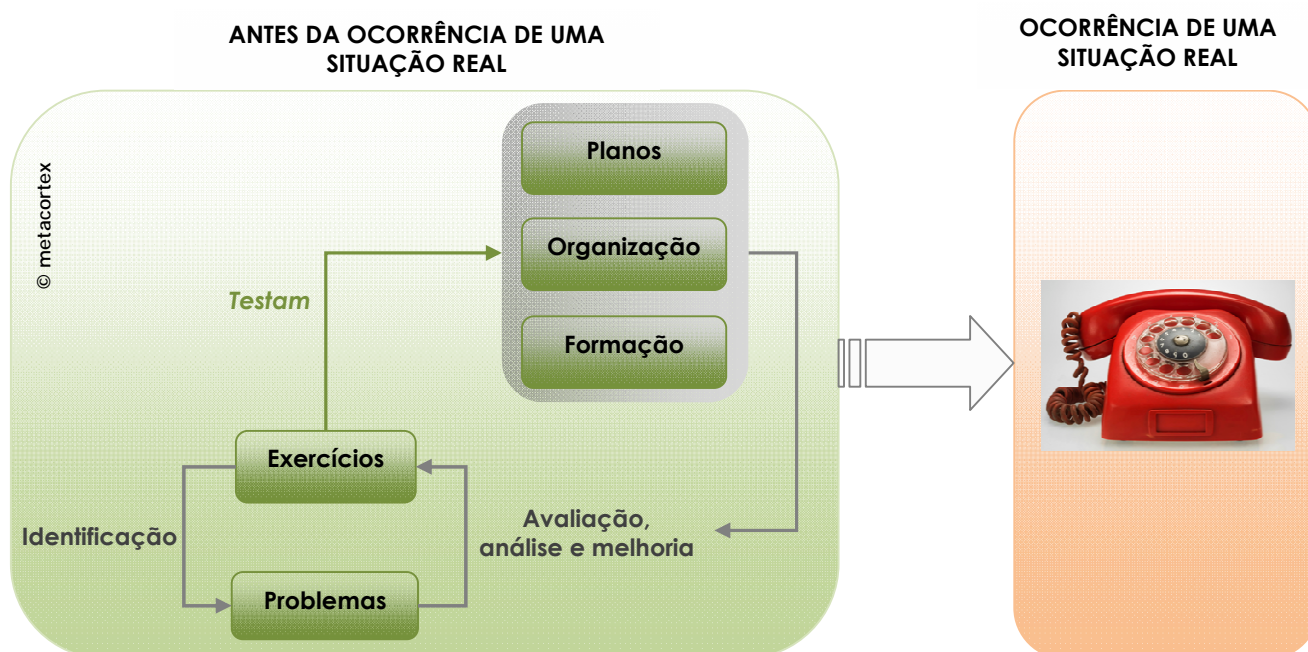 ANTES DA OCORRÊNCIA DE UMA
SITUAÇÃO REAL
OCORRÊNCIA DE UMA
SITUAÇÃO REAL
© metacortex
Planos
Organização
Formação
Testam
Exercícios
Identificação
Avaliação,
análise e melhoria
Problemas